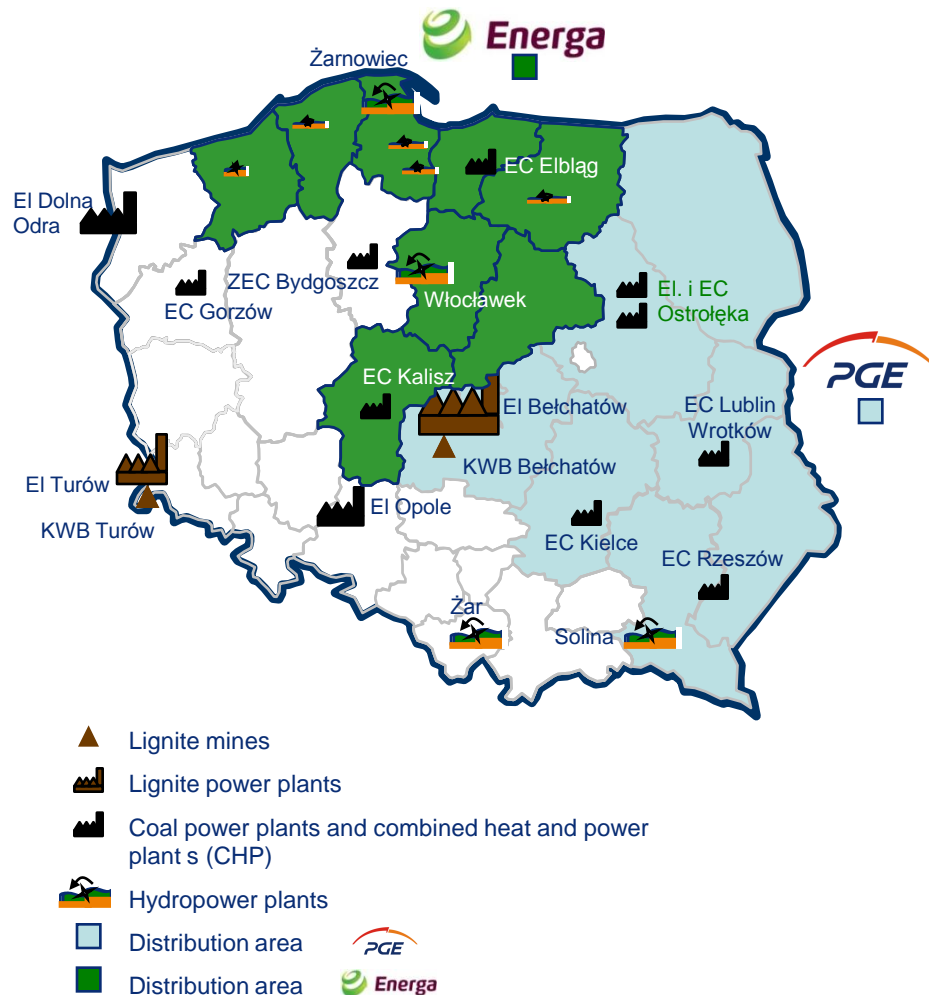 Energa
Żarnowiec
EC Elbląg
El Dolna
Odra
ZEC Bydgoszcz
EC Gorzów
Włocławek
El. i EC
Ostrołęka
PGE
EC Kalisz
El Bełchatów
EC Lublin
Wrotków
KWB Bełchatów
El Turów
El Opole
KWB Turów
EC Kielce
EC Rzeszów
Żar
Solina
Lignite mines
Lignite power plants
Coal power plants and combined heat and power
plant s (CHP)
Hydropower plants
Distribution area PGE
Distribution area Energa